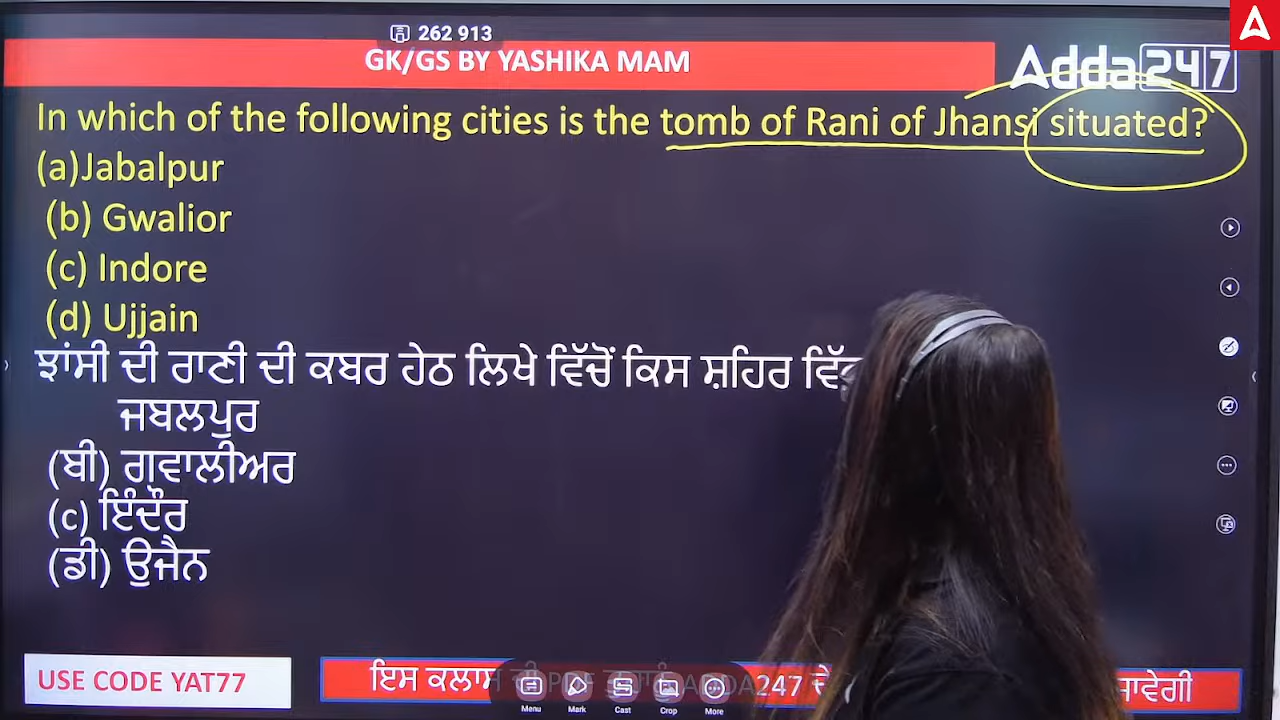 262 913
GK/GS BY YASHIKA MAM
Adda247
In which of the following cities is the tomb of Rani of Jhansi situated?
(a)Jabalpur
(b) Gwalior
(c) Indore
(d) Ujjain
ਝਾਂਸੀ ਦੀ ਰਾਣੀ ਦੀ ਕਬਰ ਹੇਠ ਲਿਖੇ ਵਿੱਚੋਂ ਕਿਸ ਸ਼ਹਿਰ
ਜਬਲਪੁਰ
(ਬੀ) ਗਵਾਲੀਅਰ
(c) ਇੰਦੌਰ
(ਡੀ) ਉਜੈਨ
USE CODE YAT77
ਇਸ ਕਲਾਸ ਦੀ PDF ਤੁਹਾਨੂੰ ADDA247 ਦੇ
Menu Mark Cast Crop More